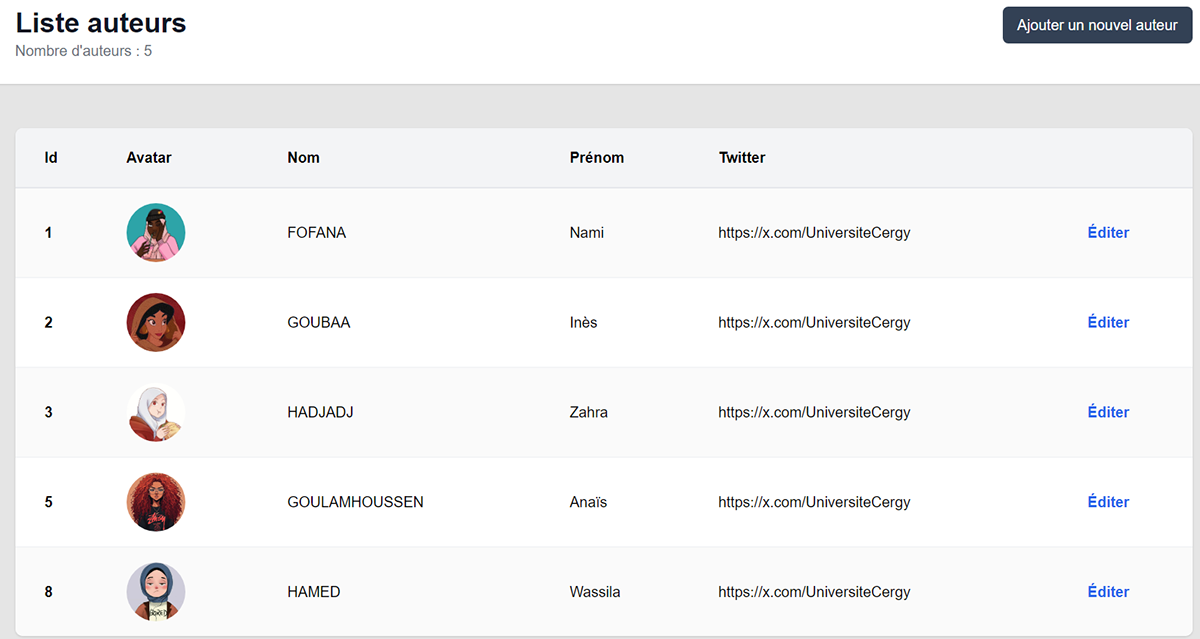 Liste auteurs
Ajouter un nouvel auteur
Nombre d'auteurs : 5
Id Avatar Nom Prénom Twitter
1 FOFANA Nami https://x.com/UniversiteCergy Éditer
2 GOUBAA Inès https://x.com/UniversiteCergy Éditer
3 HADJADJ Zahra https://x.com/UniversiteCergy Éditer
5 GOULAMHOUSSEN Anaïs https://x.com/UniversiteCergy Éditer
8 HAMED Wassila https://x.com/UniversiteCergy Éditer